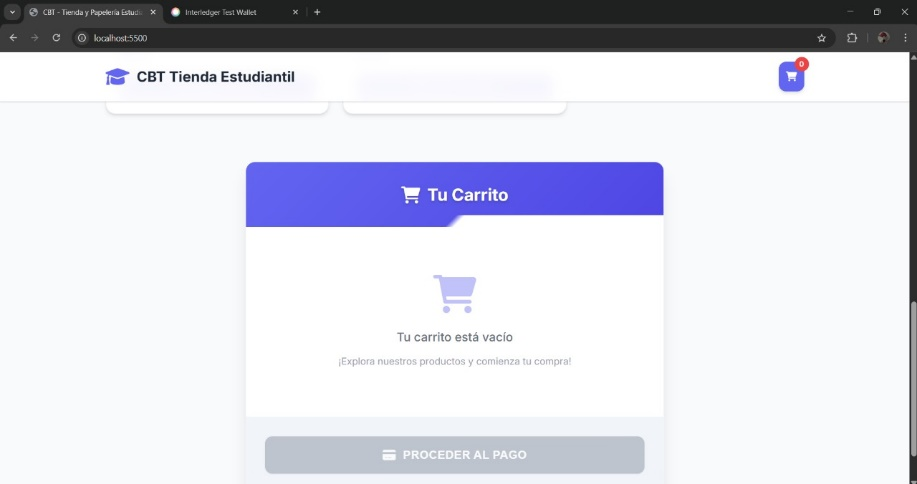 CBT - Tienda y Papelería Estudia
Interledger Test Wallet
localhost:5500
CBT Tienda Estudiantil
0
Tu Carrito
Tu carrito está vacío
¡Explora nuestros productos y comienza tu compra!
PROCEDER AL PAGO